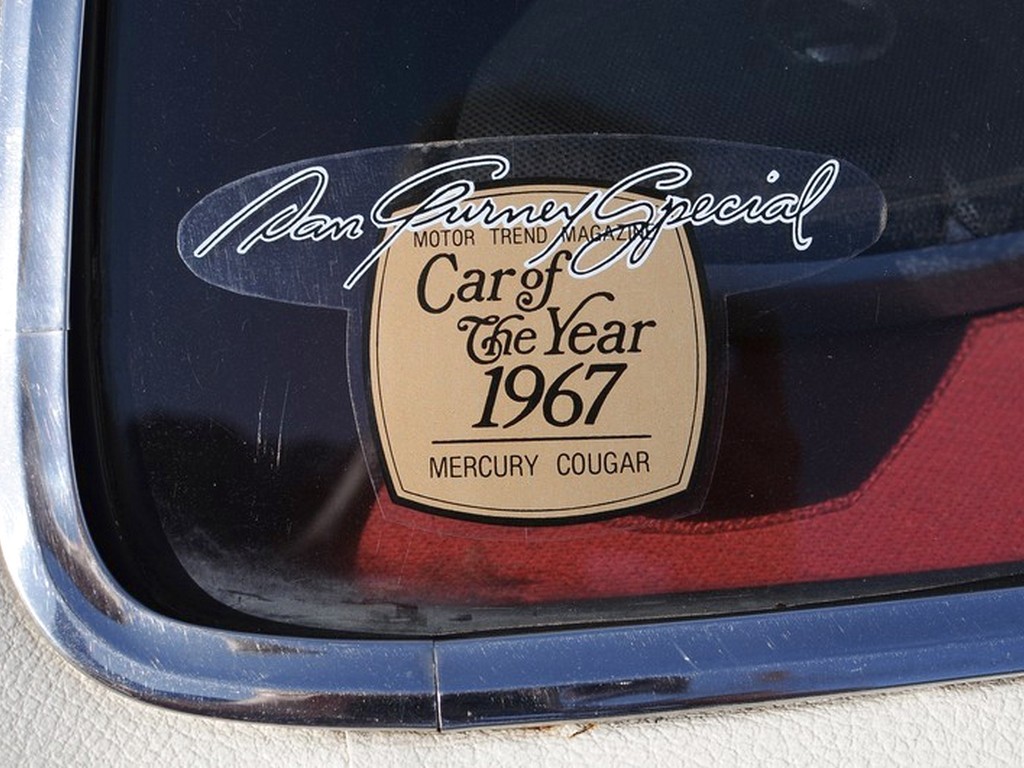 Dan Gurney Special
MOTOR TREND MAGAZINE
Car of
The Year
1967
MERCURY COUGAR